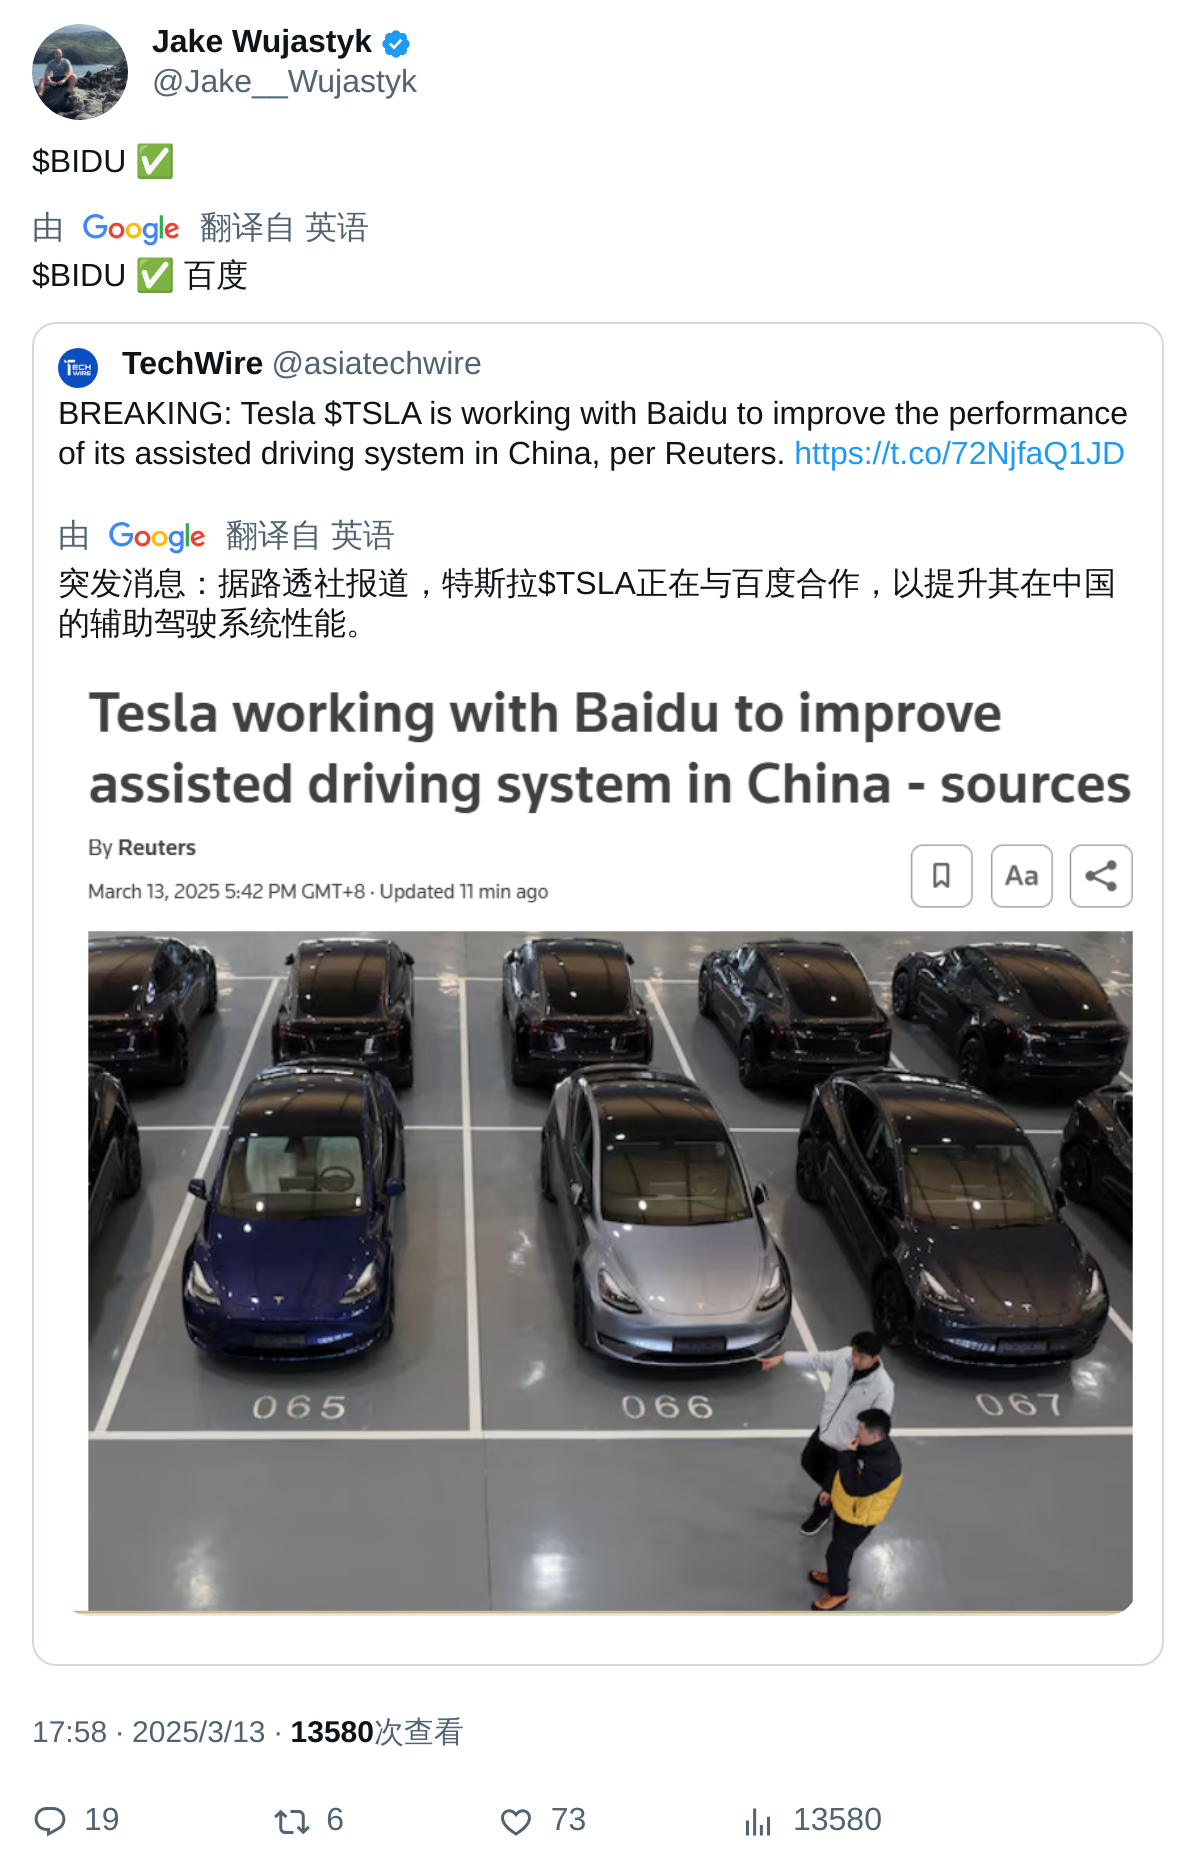 Jake Wujastyk
@Jake__Wujastyk
$BIDU ✅
由 Google 翻译自 英语
$BIDU ✅ 百度
TECH WIRE
TechWire @asiatechwire
BREAKING: Tesla $TSLA is working with Baidu to improve the performance
of its assisted driving system in China, per Reuters. https://t.co/72NjfaQ1JD
由 Google 翻译自 英语
突发消息：据路透社报道，特斯拉$TSLA正在与百度合作，以提升其在中国
的辅助驾驶系统性能。
Tesla working with Baidu to improve
assisted driving system in China - sources
By Reuters
March 13, 2025 5:42 PM GMT+8 · Updated 11 min ago
Aa
065 066 067
17:58 · 2025/3/13 · 13580次查看
19 6 73 13580